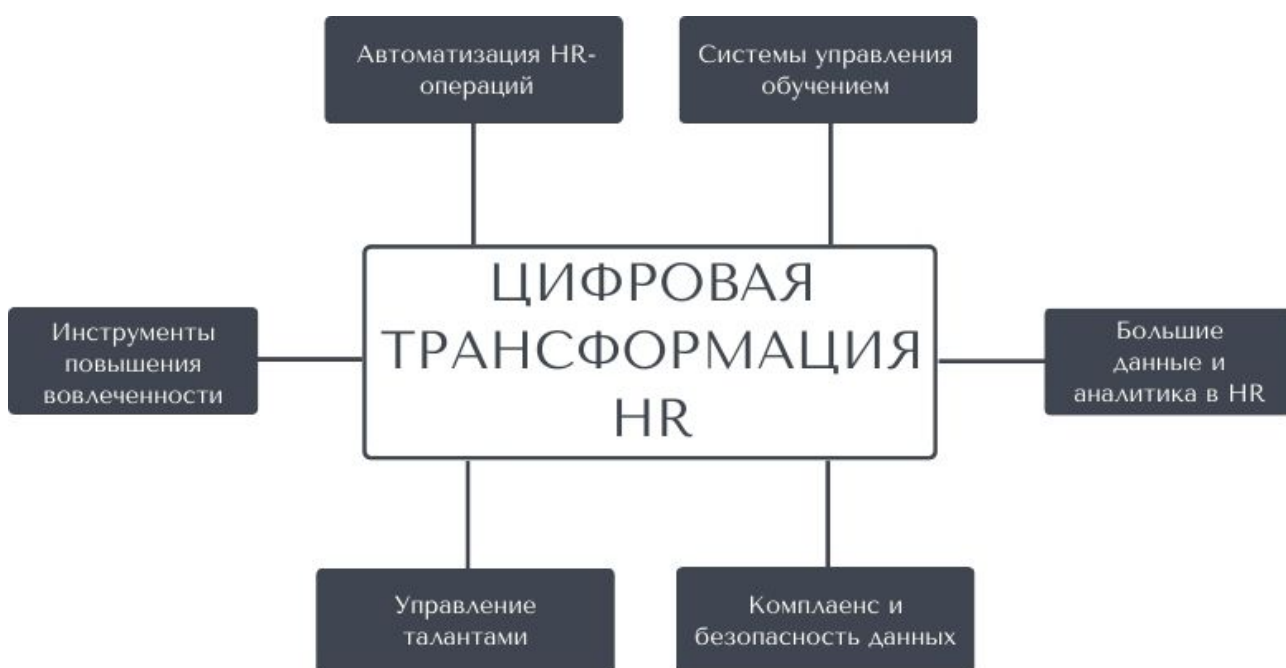 Автоматизация HR-
операций
Системы управления
обучением
ЦИФРОВАЯ
ТРАНСФОРМАЦИЯ
HR
Инструменты
повышения
вовлеченности
Большие
данные и
аналитика в HR
Управление
талантами
Комплаенс и
безопасность данных